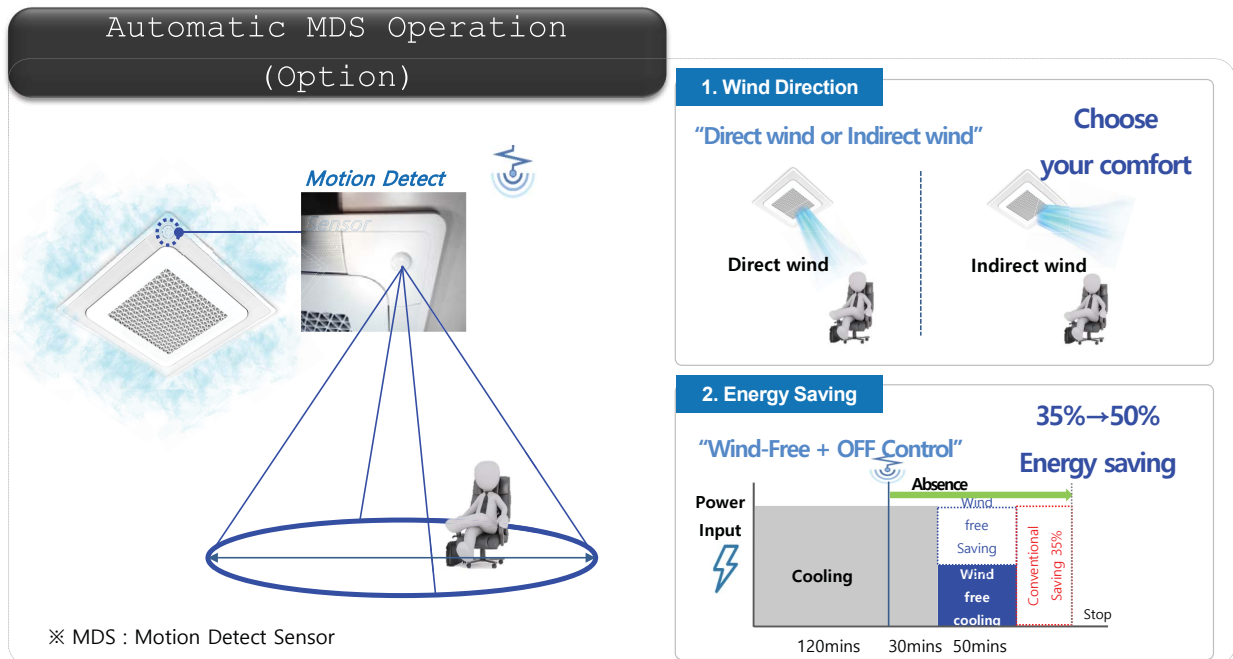 Automatic MDS Operation
(Option)
Motion Detect
sensor
※ MDS : Motion Detect Sensor
1. Wind Direction
“Direct wind or Indirect wind”
Choose
your comfort
Direct wind
Indirect wind
2. Energy Saving
“Wind-Free + OFF Control”
35%→50%
Energy saving
Absence
Power
Input
Cooling
Wind
free
Saving
Wind
free
cooling
Conventional
Saving 35%
Stop
120mins
30mins
50mins